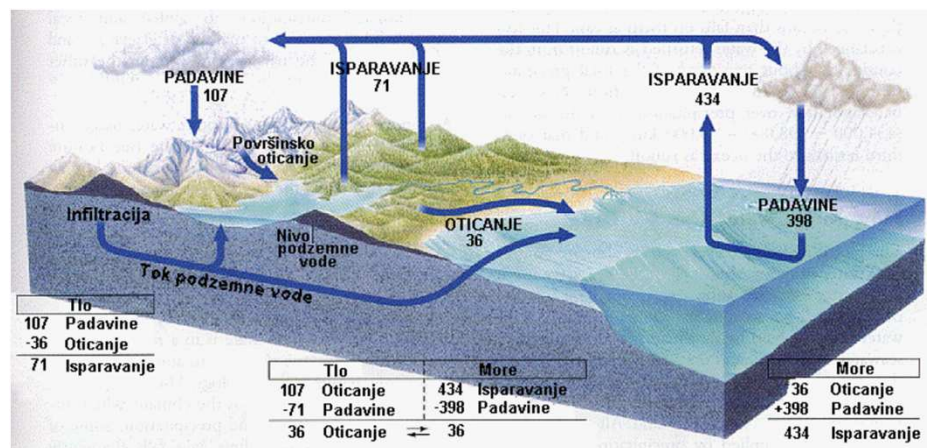 PADAVINE
107
ISPARAVANJE
71
ISPARAVANJE
434
Površinsko
oticanje
PADAVINE
398
Infiltracija
Nivo
podzemne
vode
OTICANJE
36
Tok podzemne vode
Tlo
107 Padavine
-36 Oticanje
71 Isparavanje
Tlo More
107 Oticanje 434 Isparavanje
-71 Padavine -398 Padavine
36 Oticanje ⇌ 36
More
36 Oticanje
+398 Padavine
434 Isparavanje